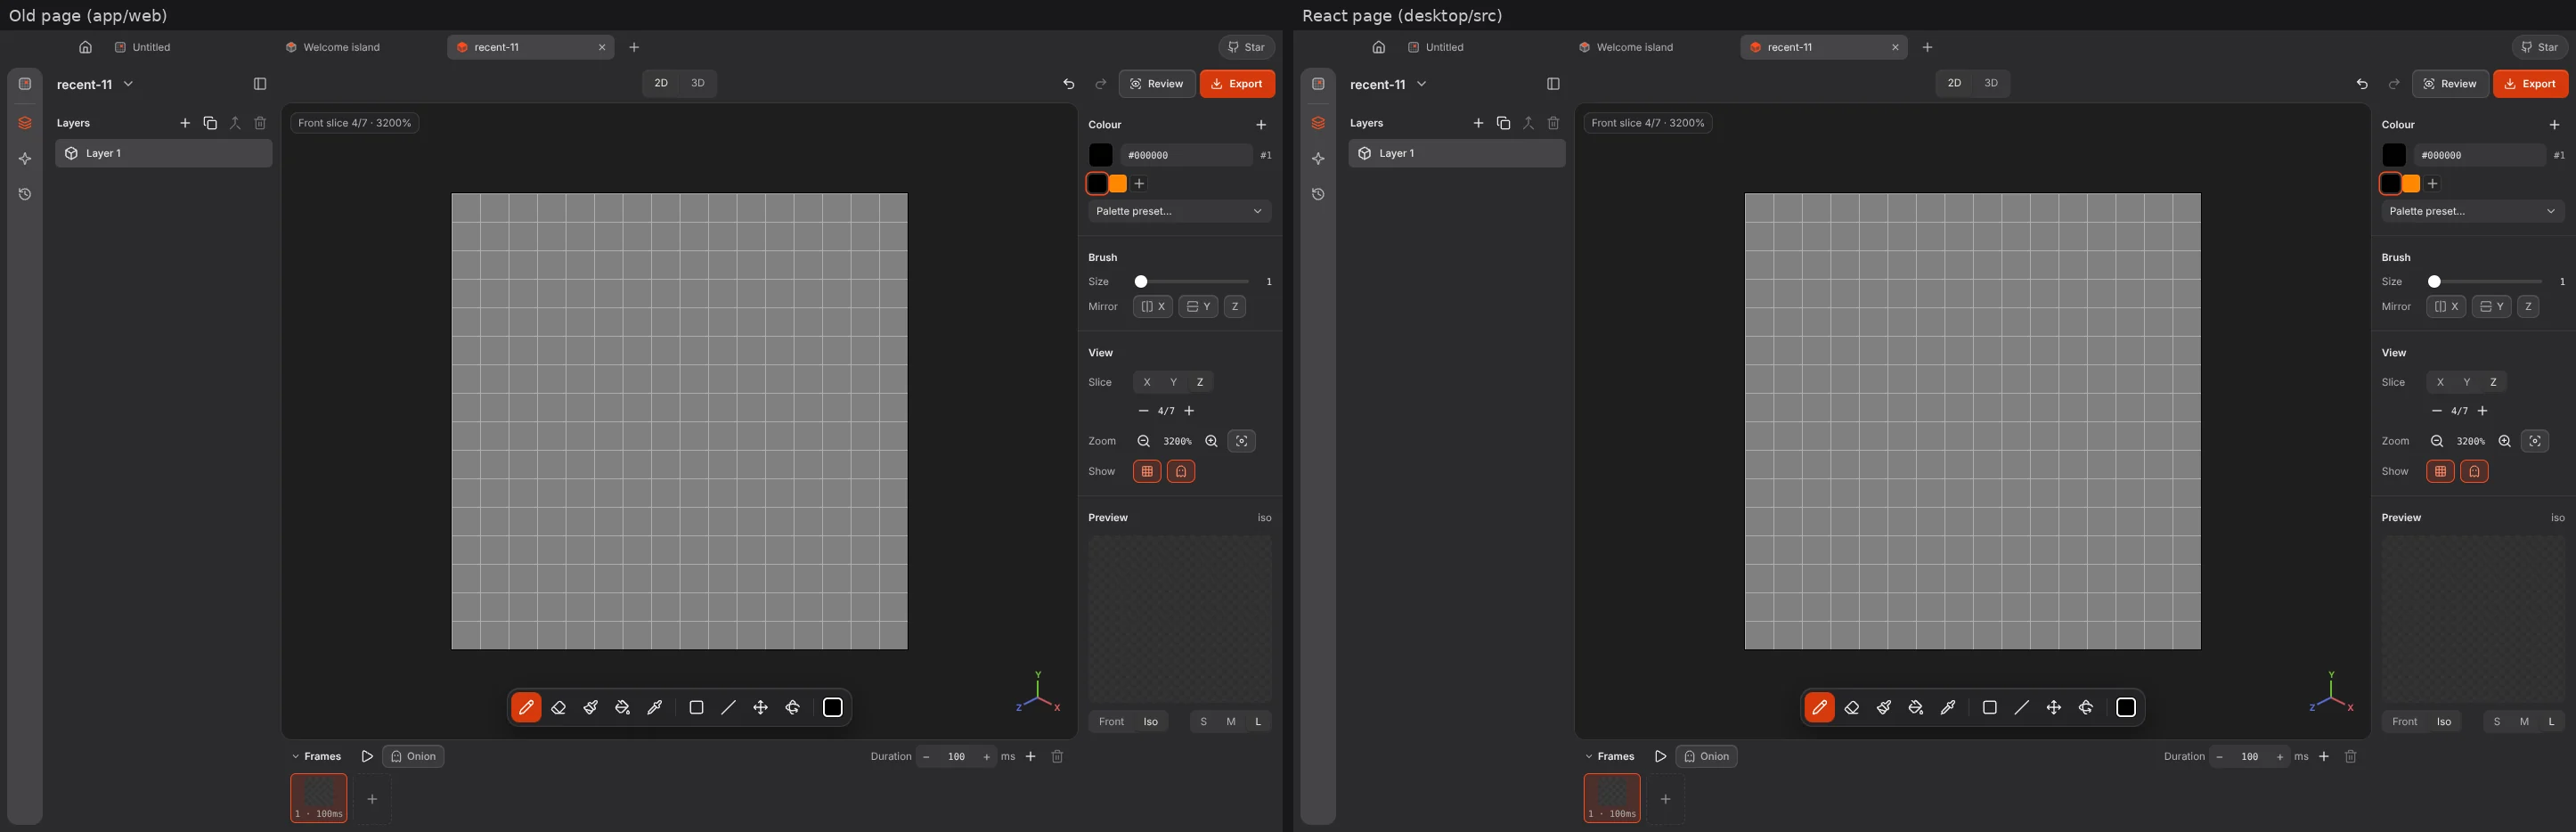 Old page (app/web)
Untitled
Welcome island
recent-11
Star
recent-11
2D 3D
Review
Export
Layers
Layer 1
Front slice 4/7 · 3200%
Colour
#000000 #1
Palette preset...
Brush
Size 1
Mirror X Y Z
View
Slice X Y Z
4/7
Zoom 3200%
Show
Preview iso
Y
Z X
Front Iso S M L
Frames Onion Duration 100 ms
1 · 100ms
React page (desktop/src)
Untitled
Welcome island
recent-11
Star
recent-11
2D 3D
Review
Export
Layers
Layer 1
Front slice 4/7 · 3200%
Colour
#000000 #1
Palette preset...
Brush
Size 1
Mirror X Y Z
View
Slice X Y Z
4/7
Zoom 3200%
Show
Preview iso
Y
Z X
Front Iso S M L
Frames Onion Duration 100 ms
1 · 100ms